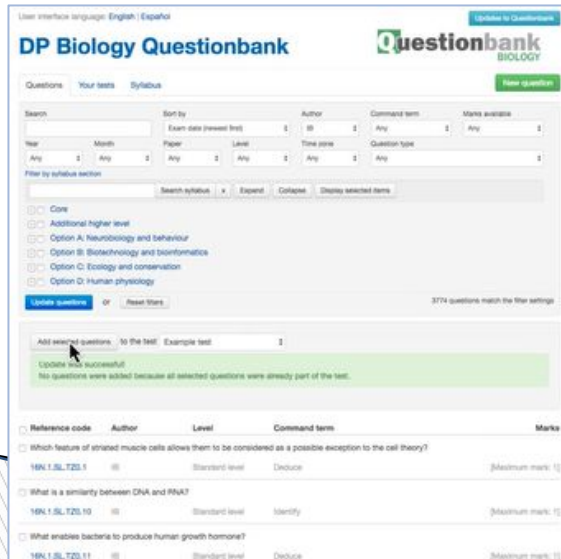 User interface language: English | Español
Updates to Questionbank
DP Biology Questionbank
Questionbank
BIOLOGY
Questions Your tests Syllabus
New question
Search Sort by Author Command term Marks available
Exam date (newest first) IB Any Any
Year Month Paper Level Time zone Question type
Any Any Any Any Any Any
Filter by syllabus section
Search syllabus x Expand Collapse Display selected items
Core
Additional higher level
Option A: Neurobiology and behaviour
Option B: Biotechnology and bioinformatics
Option C: Ecology and conservation
Option D: Human physiology
Update questions or Reset filters 3774 questions match the filter settings
Add selected questions to the test Example test
Update was successful!
No questions were added because all selected questions were already part of the test.
Reference code Author Level Command term Marks
Which feature of striated muscle cells allows them to be considered as a possible exception to the cell theory?
16N.1.SL.TZ0.1 IB Standard level Deduce [Maximum mark: 1]
What is a similarity between DNA and RNA?
16N.1.SL.TZ0.10 IB Standard level Identify [Maximum mark: 1]
What enables bacteria to produce human growth hormone?
16N.1.SL.TZ0.11 IB Standard level Deduce [Maximum mark: 1]